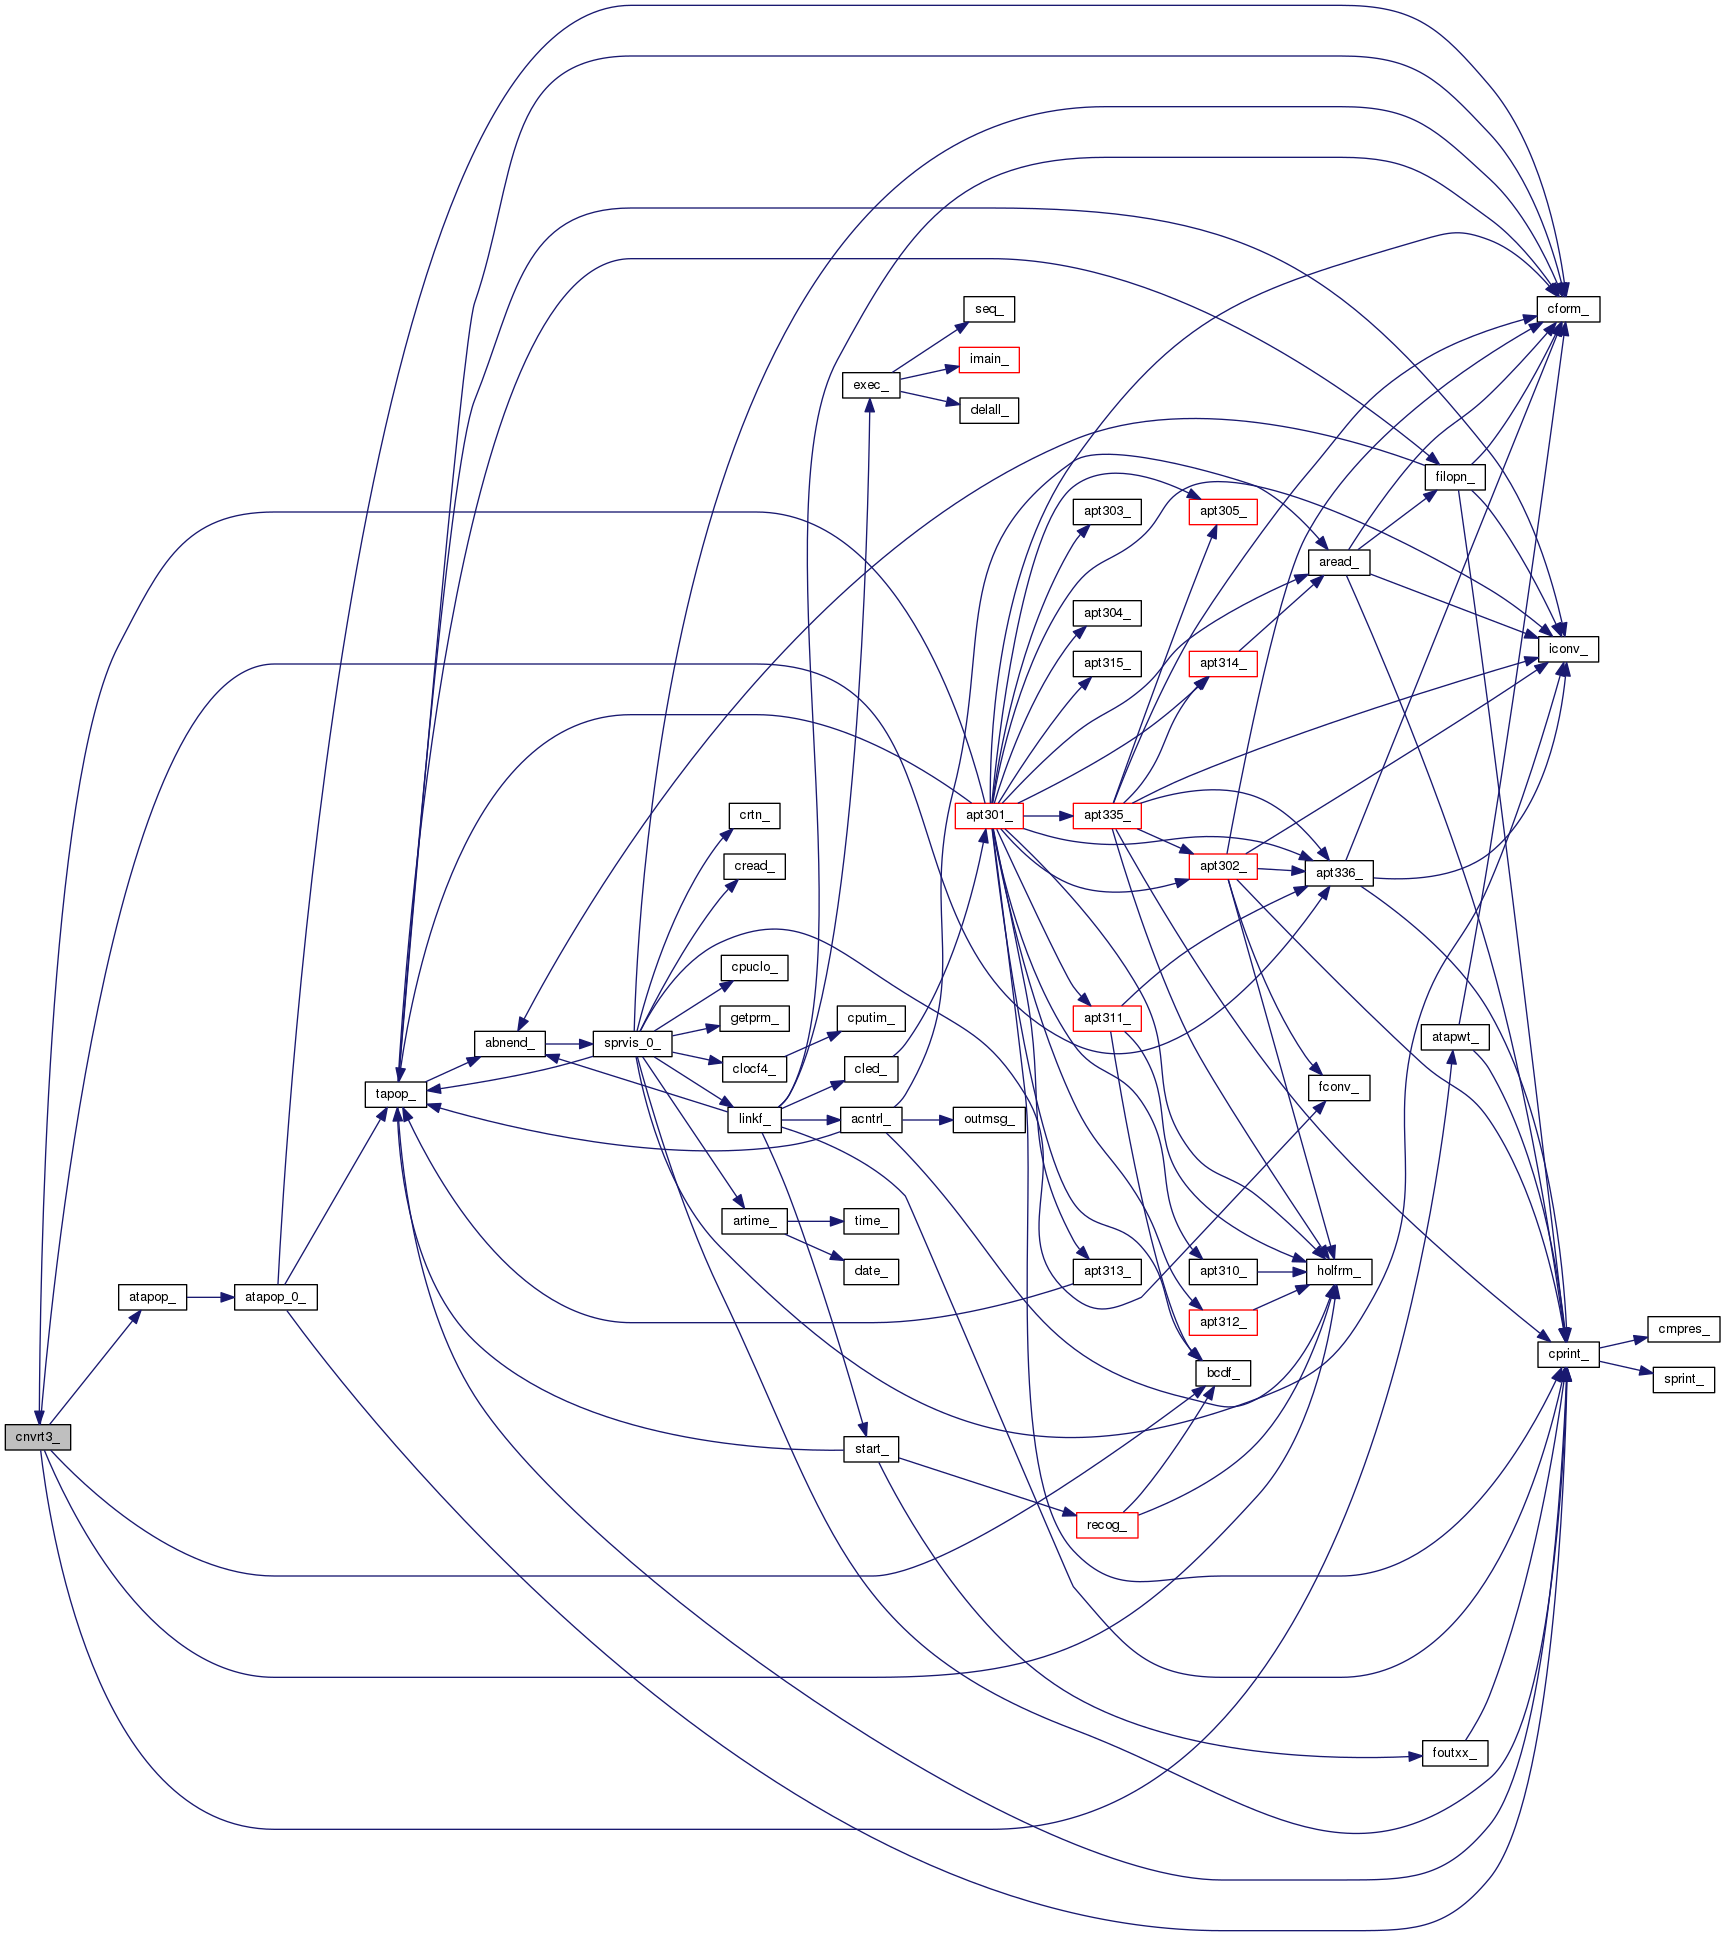 seq_
cform_
imain_
exec_
delall_
filopn_
apt303_
apt305_
aread_
apt304_
iconv_
apt315_
apt314_
crtn_
apt301_
apt335_
cread_
apt302_
apt336_
cpuclo_
getprm_
cputim_
apt311_
abnend_
sprvis_0_
atapwt_
clocf4_
cled_
tapop_
fconv_
linkf_
acntrl_
outmsg_
artime_
time_
date_
apt313_
apt310_
holfrm_
atapop_
atapop_0_
apt312_
cmpres_
cprint_
bcdf_
sprint_
cnvrt3_
start_
recog_
foutxx_